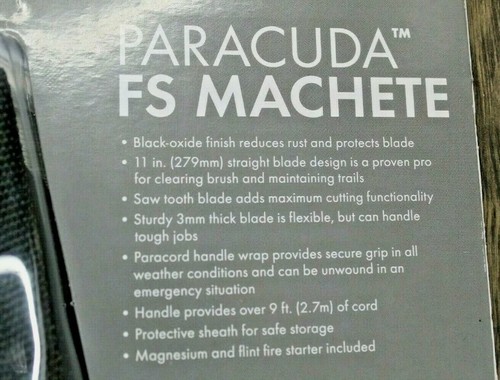 PARACUDA™
FS MACHETE
• Black-oxide finish reduces rust and protects blade
• 11 in. (279mm) straight blade design is a proven pro
for clearing brush and maintaining trails
• Saw tooth blade adds maximum cutting functionality
• Sturdy 3mm thick blade is flexible, but can handle
tough jobs
• Paracord handle wrap provides secure grip in all
weather conditions and can be unwound in an
emergency situation
• Handle provides over 9 ft. (2.7m) of cord
• Protective sheath for safe storage
• Magnesium and flint fire starter included